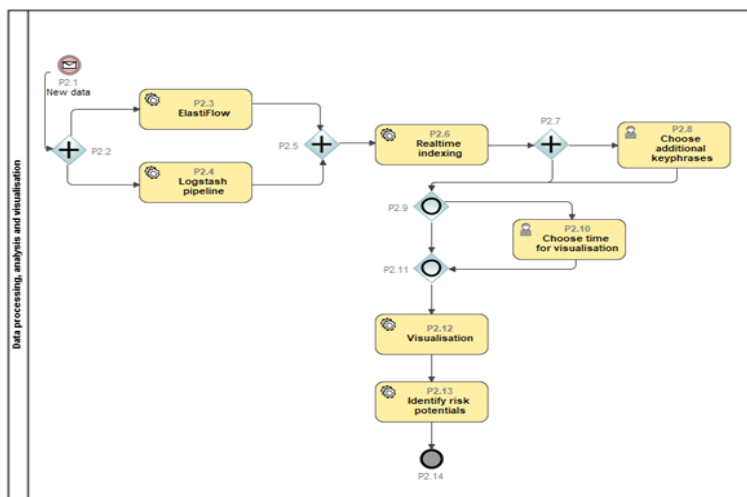 Data processing, analysis and visualisation
P2.1
New data
P2.2
P2.3
ElastiFlow
P2.4
Logstash
pipeline
P2.5
P2.6
Realtime
indexing
P2.7
P2.8
Choose
additional
keyphrases
P2.9
P2.10
Choose time
for visualisation
P2.11
P2.12
Visualisation
P2.13
Identify risk
potentials
P2.14